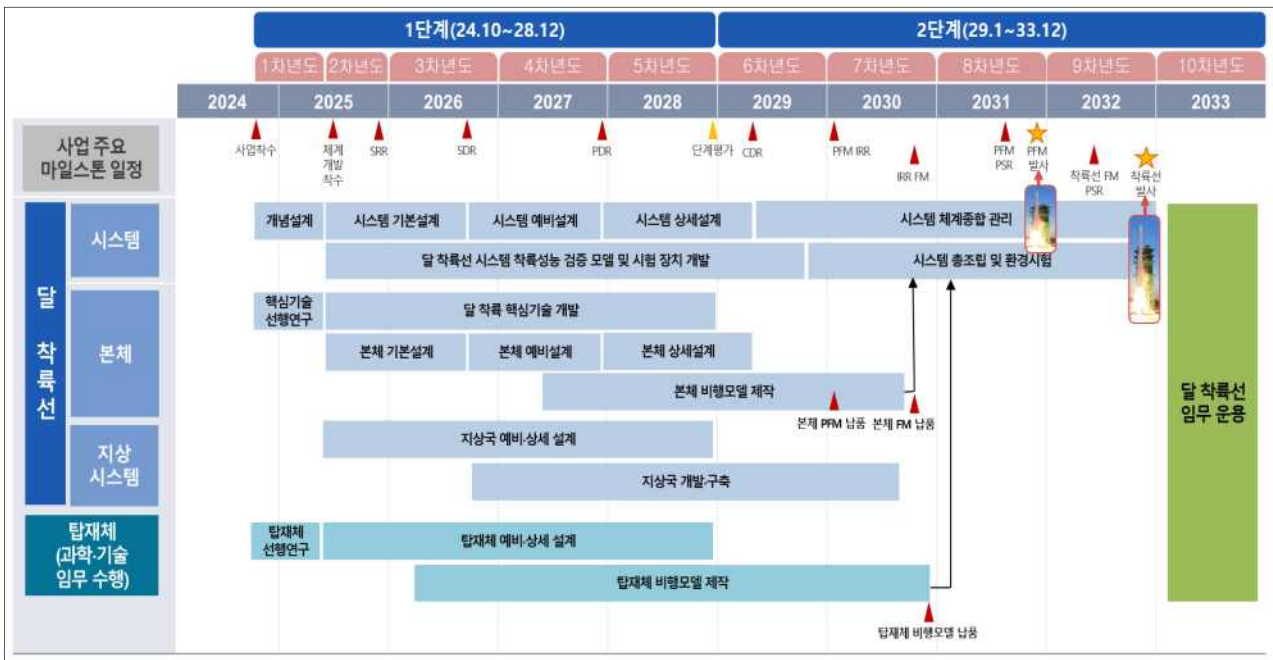 1단계(24.10~28.12)
2단계(29.1~33.12)
1차년도
2차년도
3차년도
4차년도
5차년도
6차년도
7차년도
8차년도
9차년도
10차년도
2024
2025
2026
2027
2028
2029
2030
2031
2032
2033
사업 주요
마일스톤 일정
사업착수
체계
개발
착수
SRR
SDR
PDR
단계평가
CDR
PFM IRR
IRR FM
PFM
PSR
PFM
발사
착륙선 FM
PSR
착륙선
발사
달 착륙선
시스템
개념설계
시스템 기본설계
시스템 예비설계
시스템 상세설계
시스템 체계종합 관리
달 착륙선 시스템 착륙성능 검증 모델 및 시험 장치 개발
시스템 총조립 및 환경시험
본체
핵심기술
선행연구
달 착륙 핵심기술 개발
본체 기본설계
본체 예비설계
본체 상세설계
본체 비행모델 제작
본체 PFM 납품
본체 FM 납품
지상
시스템
지상국 예비·상세 설계
지상국 개발·구축
탑재체
(과학·기술
임무 수행)
탑재체
선행연구
탑재체 예비·상세 설계
탑재체 비행모델 제작
탑재체 비행모델 납품
달 착륙선
임무 운용